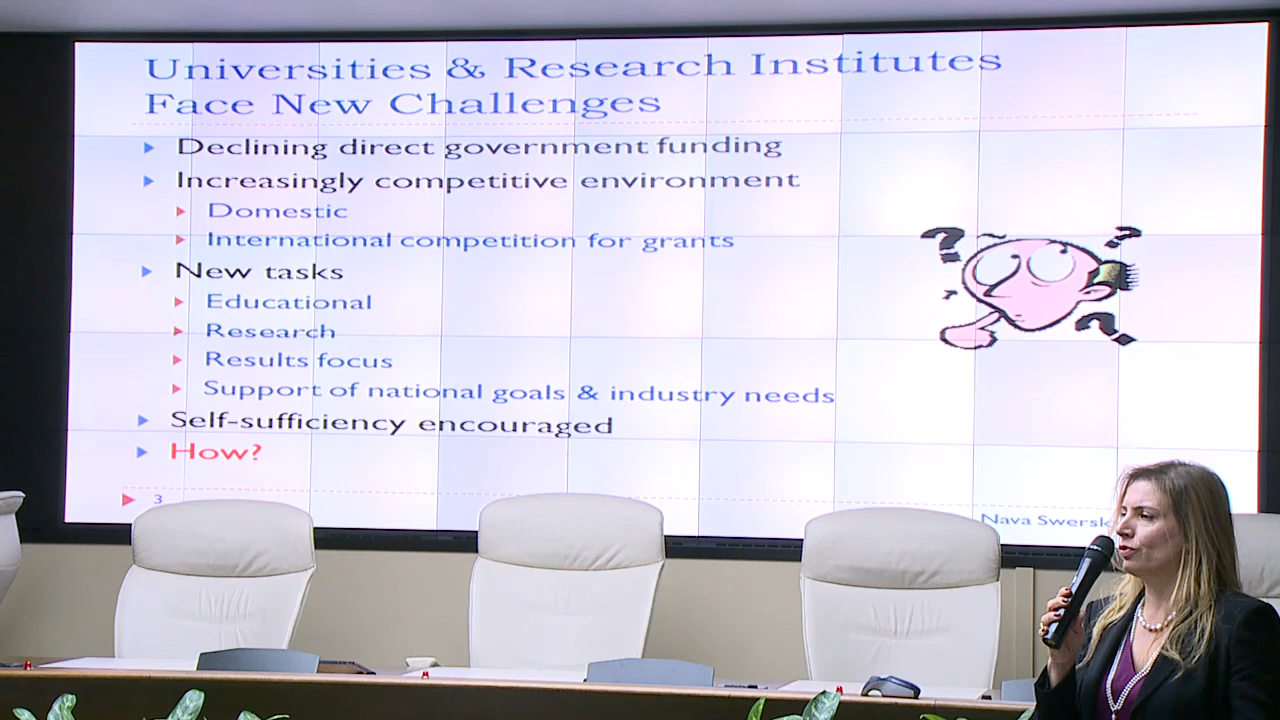 Universities & Research Institutes
Face New Challenges
Declining direct government funding
Increasingly competitive environment
Domestic
International competition for grants
New tasks
Educational
Research
Results focus
Support of national goals & industry needs
Self-sufficiency encouraged
How?
3
Nava